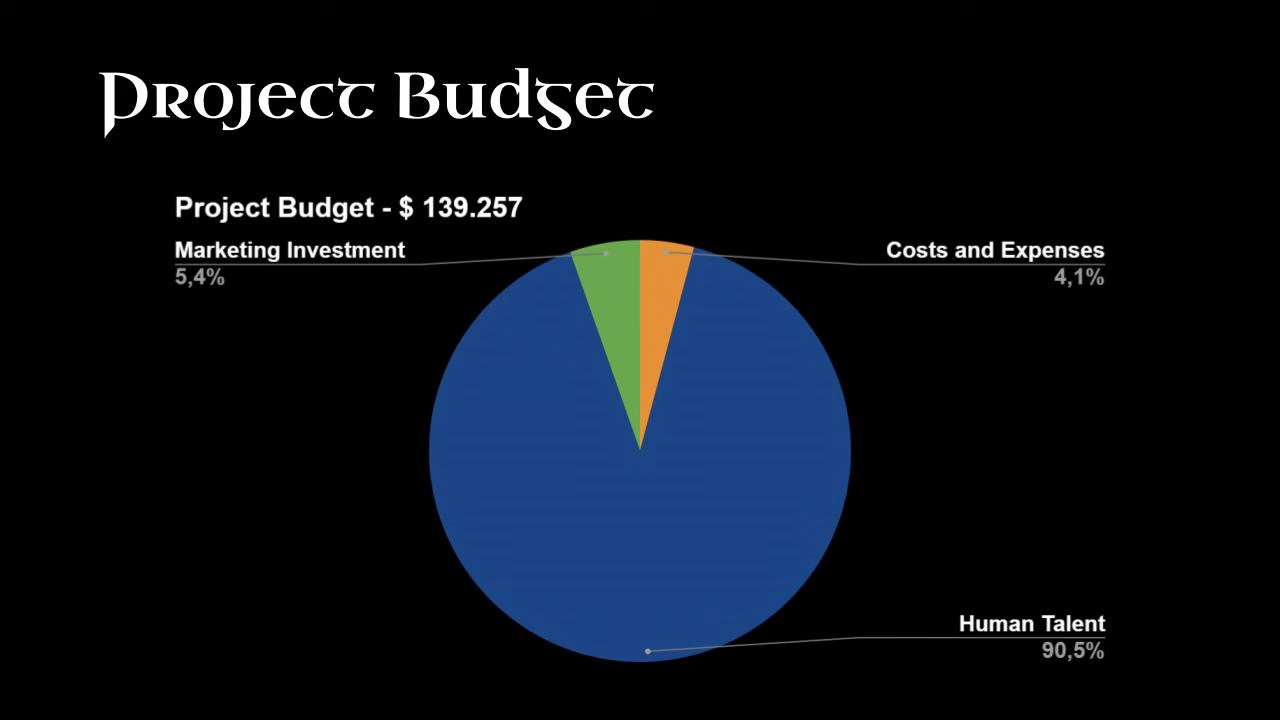 Project Budget
Project Budget - $ 139.257
Marketing Investment
5,4%
Costs and Expenses
4,1%
Human Talent
90,5%